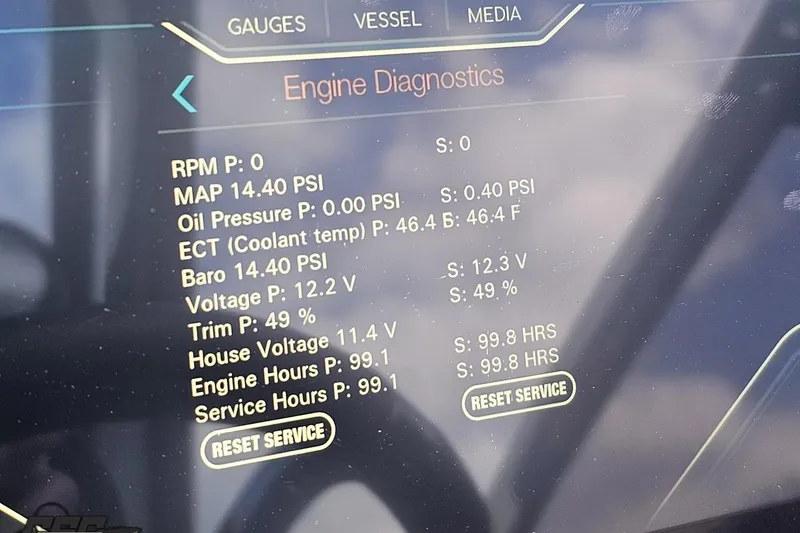 GAUGES VESSEL MEDIA
Engine Diagnostics
RPM P: 0 S: 0
MAP 14.40 PSI
Oil Pressure P: 0.00 PSI S: 0.40 PSI
ECT (Coolant temp) P: 46.4 S: 46.4 F
Baro 14.40 PSI
Voltage P: 12.2 V S: 12.3 V
Trim P: 49 % S: 49 %
House Voltage 11.4 V
Engine Hours P: 99.1 S: 99.8 HRS
Service Hours P: 99.1 S: 99.8 HRS
RESET SERVICE RESET SERVICE